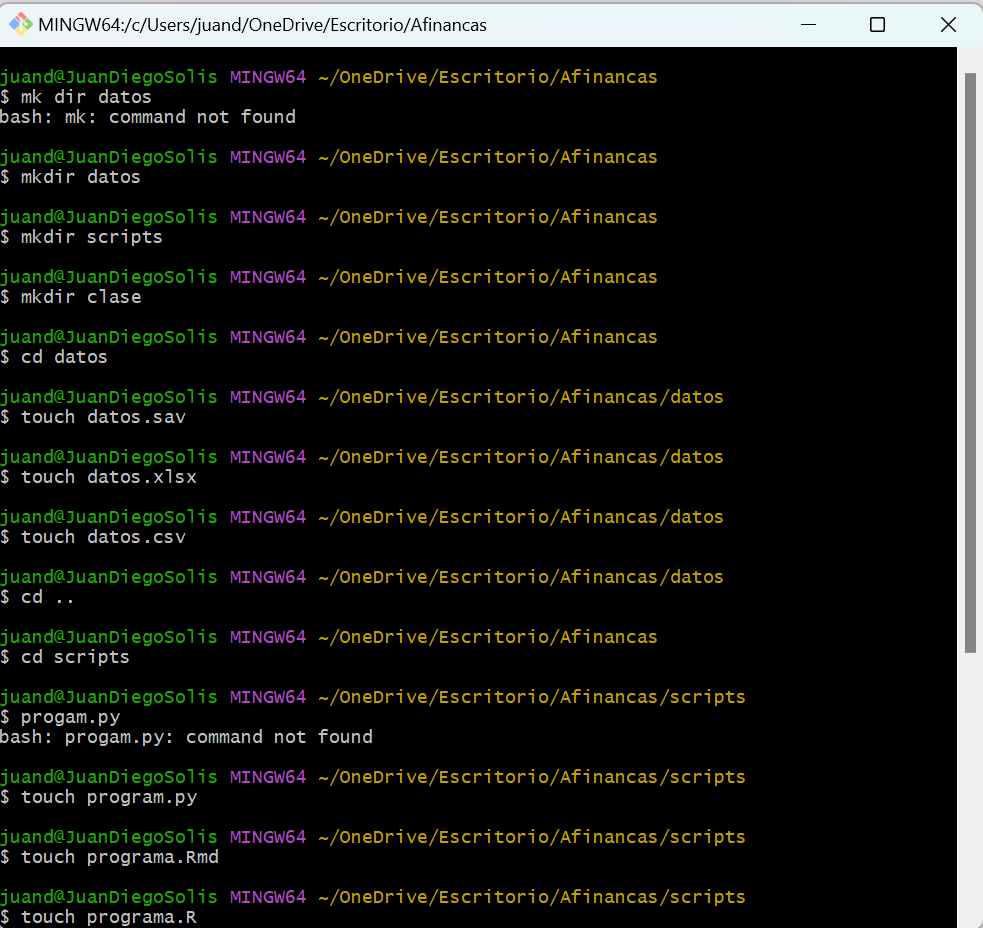 MINGW64:/c/Users/juand/OneDrive/Escritorio/Afinancas
juand@JuanDiegoSolis MINGW64 ~/OneDrive/Escritorio/Afinancas
$ mk dir datos
bash: mk: command not found
juand@JuanDiegoSolis MINGW64 ~/OneDrive/Escritorio/Afinancas
$ mkdir datos
juand@JuanDiegoSolis MINGW64 ~/OneDrive/Escritorio/Afinancas
$ mkdir scripts
juand@JuanDiegoSolis MINGW64 ~/OneDrive/Escritorio/Afinancas
$ mkdir clase
juand@JuanDiegoSolis MINGW64 ~/OneDrive/Escritorio/Afinancas
$ cd datos
juand@JuanDiegoSolis MINGW64 ~/OneDrive/Escritorio/Afinancas/datos
$ touch datos.sav
juand@JuanDiegoSolis MINGW64 ~/OneDrive/Escritorio/Afinancas/datos
$ touch datos.xlsx
juand@JuanDiegoSolis MINGW64 ~/OneDrive/Escritorio/Afinancas/datos
$ touch datos.csv
juand@JuanDiegoSolis MINGW64 ~/OneDrive/Escritorio/Afinancas/datos
$ cd ..
juand@JuanDiegoSolis MINGW64 ~/OneDrive/Escritorio/Afinancas
$ cd scripts
juand@JuanDiegoSolis MINGW64 ~/OneDrive/Escritorio/Afinancas/scripts
$ progam.py
bash: progam.py: command not found
juand@JuanDiegoSolis MINGW64 ~/OneDrive/Escritorio/Afinancas/scripts
$ touch program.py
juand@JuanDiegoSolis MINGW64 ~/OneDrive/Escritorio/Afinancas/scripts
$ touch programa.Rmd
juand@JuanDiegoSolis MINGW64 ~/OneDrive/Escritorio/Afinancas/scripts
$ touch programa.R